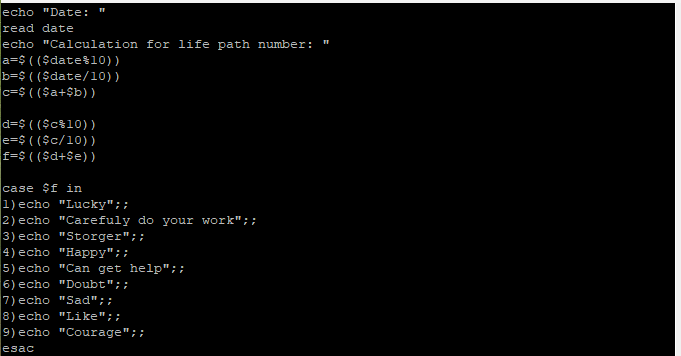 echo "Date: "
read date
echo "Calculation for life path number: "
a=$(($date%10))
b=$(($date/10))
c=$(($a+$b))
d=$(($c%10))
e=$(($c/10))
f=$(($d+$e))
case $f in
1)echo "Lucky";;
2)echo "Carefuly do your work";;
3)echo "Storger";;
4)echo "Happy";;
5)echo "Can get help";;
6)echo "Doubt";;
7)echo "Sad";;
8)echo "Like";;
9)echo "Courage";;
esac